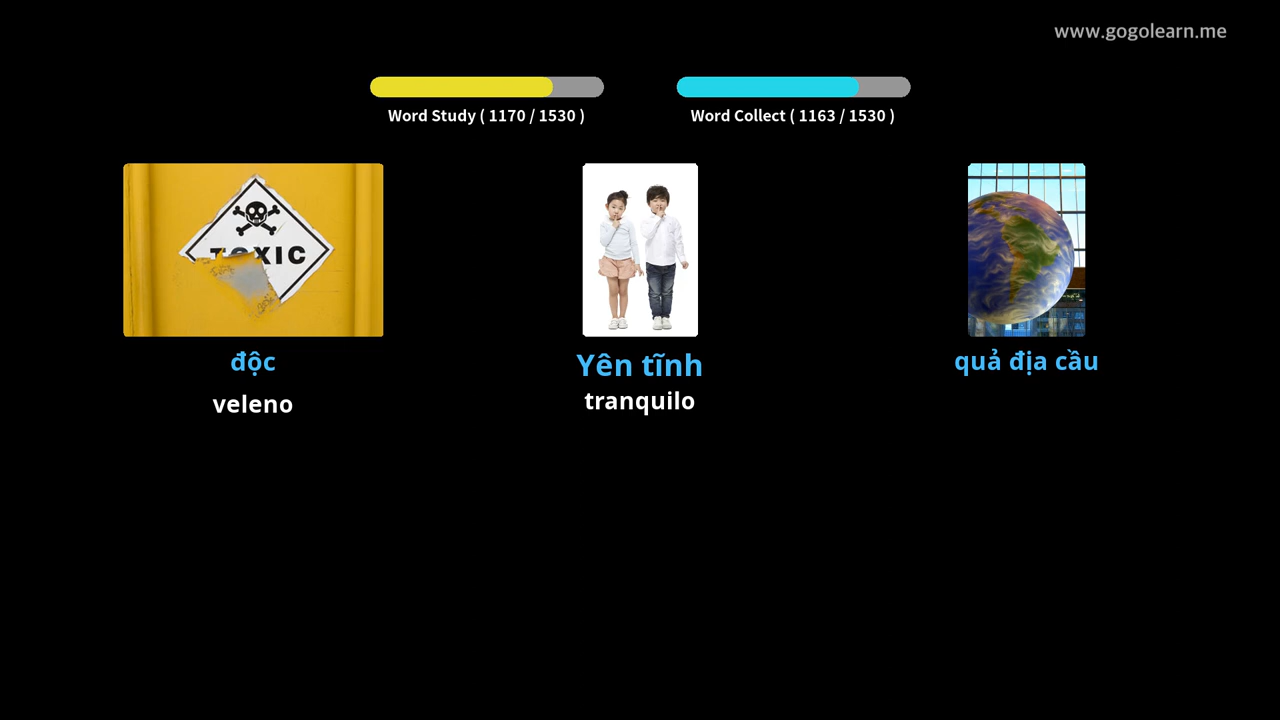 www.gogolearn.me
Word Study ( 1170 / 1530 )
Word Collect ( 1163 / 1530 )
TOXIC
độc
Yên tĩnh
quả địa cầu
veleno
tranquilo